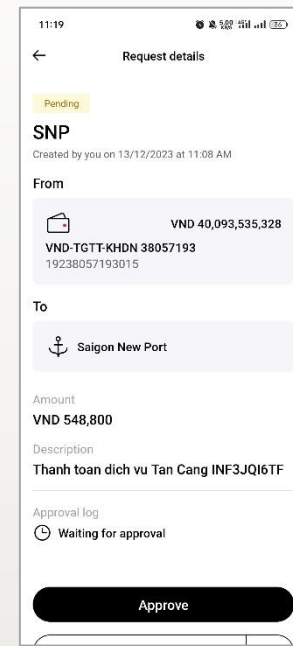 11:19
Request details
Pending
SNP
Created by you on 13/12/2023 at 11:08 AM
From
VND 40,093,535,328
VND-TGTT-KHDN 38057193
19238057193015
To
Saigon New Port
Amount
VND 548,800
Description
Thanh toan dich vu Tan Cang INF3JQI6TF
Approval log
Waiting for approval
Approve